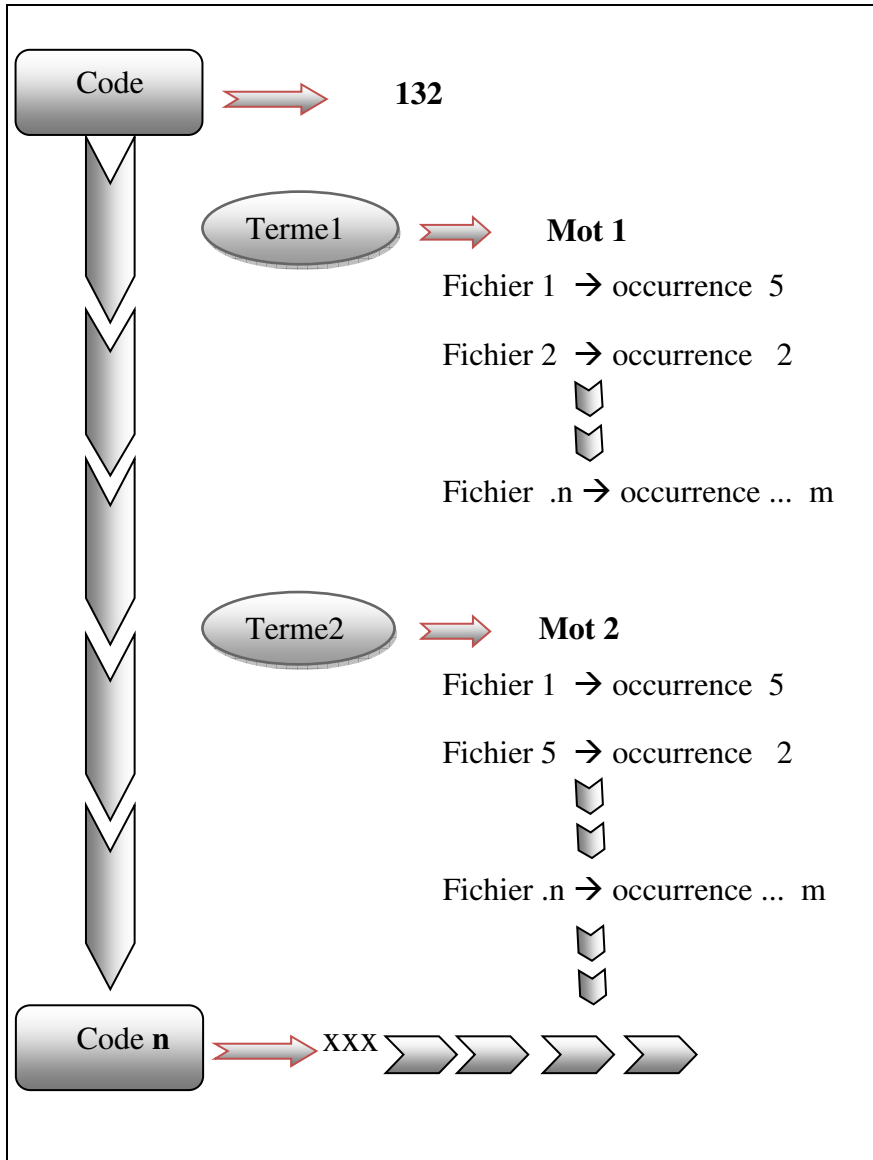 Code
132
Terme1
Mot 1
Fichier 1 → occurrence 5
Fichier 2 → occurrence 2
Fichier .n → occurrence ... m
Terme2
Mot 2
Fichier 1 → occurrence 5
Fichier 5 → occurrence 2
Fichier .n → occurrence ... m
Code n
xxx